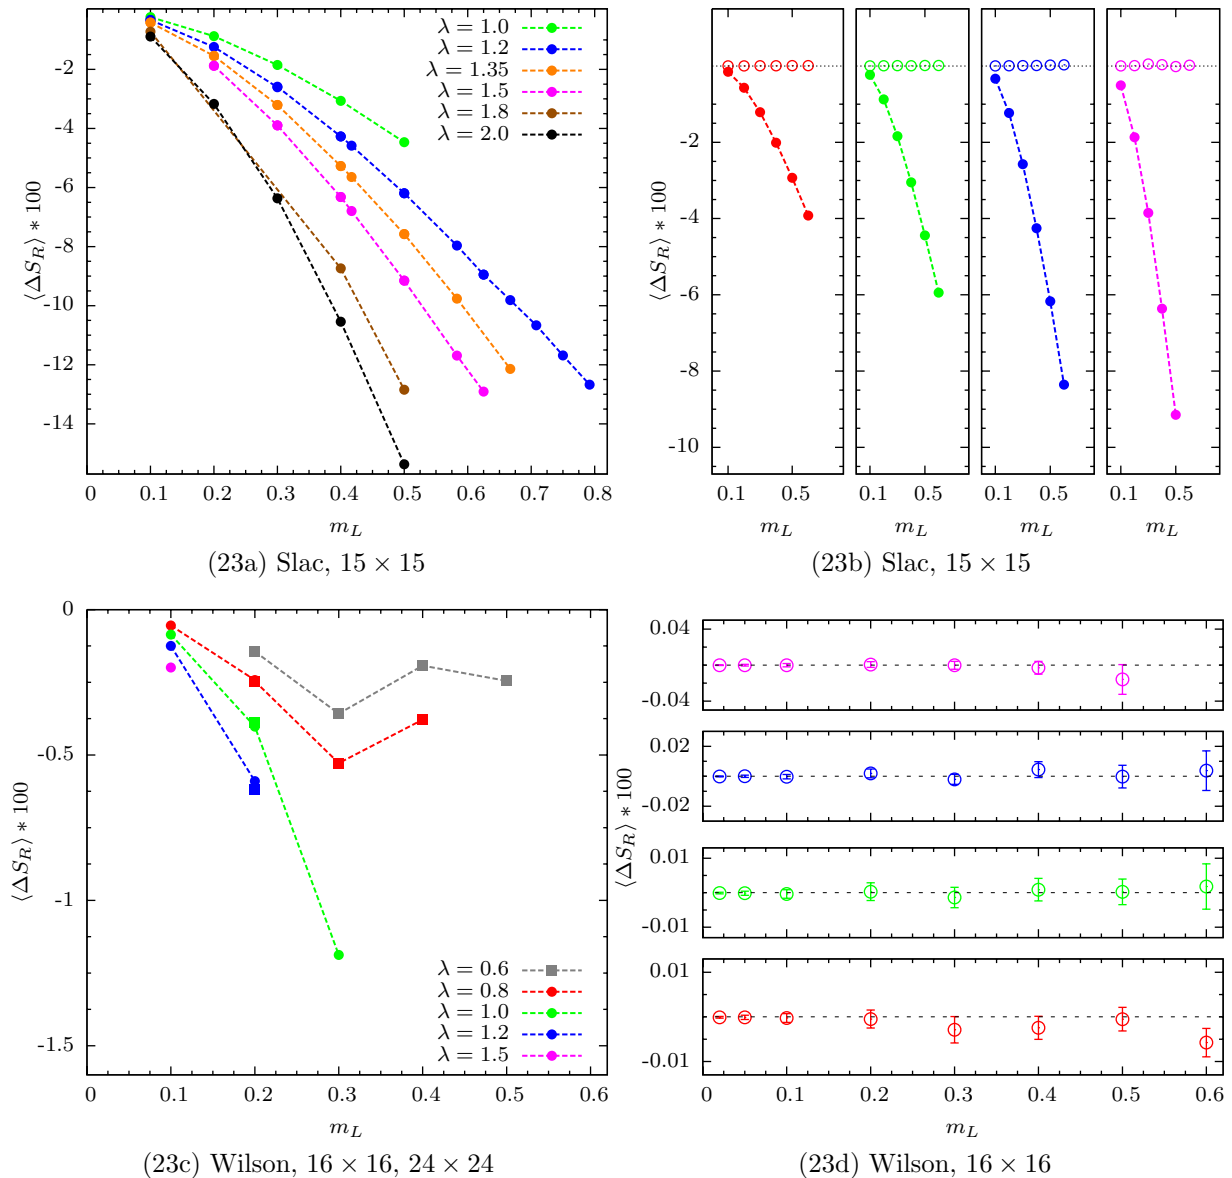 -2
-4
-6
-8
-10
-12
-14
⟨ΔS_R⟩ * 100
λ = 1.0
λ = 1.2
λ = 1.35
λ = 1.5
λ = 1.8
λ = 2.0
0 0.1 0.2 0.3 0.4 0.5 0.6 0.7 0.8
m_L
(23a) Slac, 15 × 15
-2
-4
-6
-8
-10
⟨ΔS_R⟩ * 100
0.1 0.5 0.1 0.5 0.1 0.5 0.1 0.5
m_L m_L m_L m_L
(23b) Slac, 15 × 15
0
-0.5
-1
-1.5
⟨ΔS_R⟩ * 100
λ = 0.6
λ = 0.8
λ = 1.0
λ = 1.2
λ = 1.5
0 0.1 0.2 0.3 0.4 0.5 0.6
m_L
(23c) Wilson, 16 × 16, 24 × 24
0.04
-0.04
0.02
-0.02
0.01
-0.01
0.01
-0.01
⟨ΔS_R⟩ * 100
0 0.1 0.2 0.3 0.4 0.5 0.6
m_L
(23d) Wilson, 16 × 16